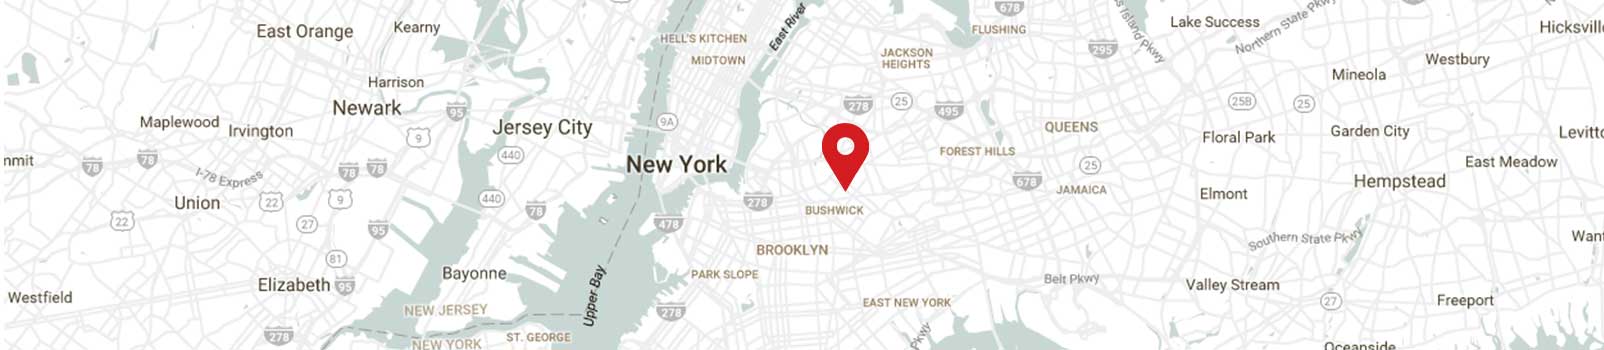 678
East Orange
Kearny
HELL'S KITCHEN
East River
FLUSHING
Lake Success
Northern State Pkwy
Hicksvill
295
JACKSON
HEIGHTS
MIDTOWN
Westbury
Mineola
Harrison
Newark
95
278
25
495
25B
25
Maplewood
Irvington
9
Jersey City
9A
QUEENS
Floral Park
Garden City
Levitto
nmit
78
78
78
78
440
New York
FOREST HILLS
25
East Meadow
I-78 Express
678
JAMAICA
Hempstead
Union
22
9
440
78
278
BUSHWICK
Elmont
22
27
95
478
Southern State Pkwy
Want
BROOKLYN
81
Bayonne
PARK SLOPE
Belt Pkwy
Elizabeth
95
Valley Stream
Westfield
Upper Bay
EAST NEW YORK
27
Freeport
NEW JERSEY
278
278
ST. GEORGE
NEW YORK
Pkwy
Oceanside